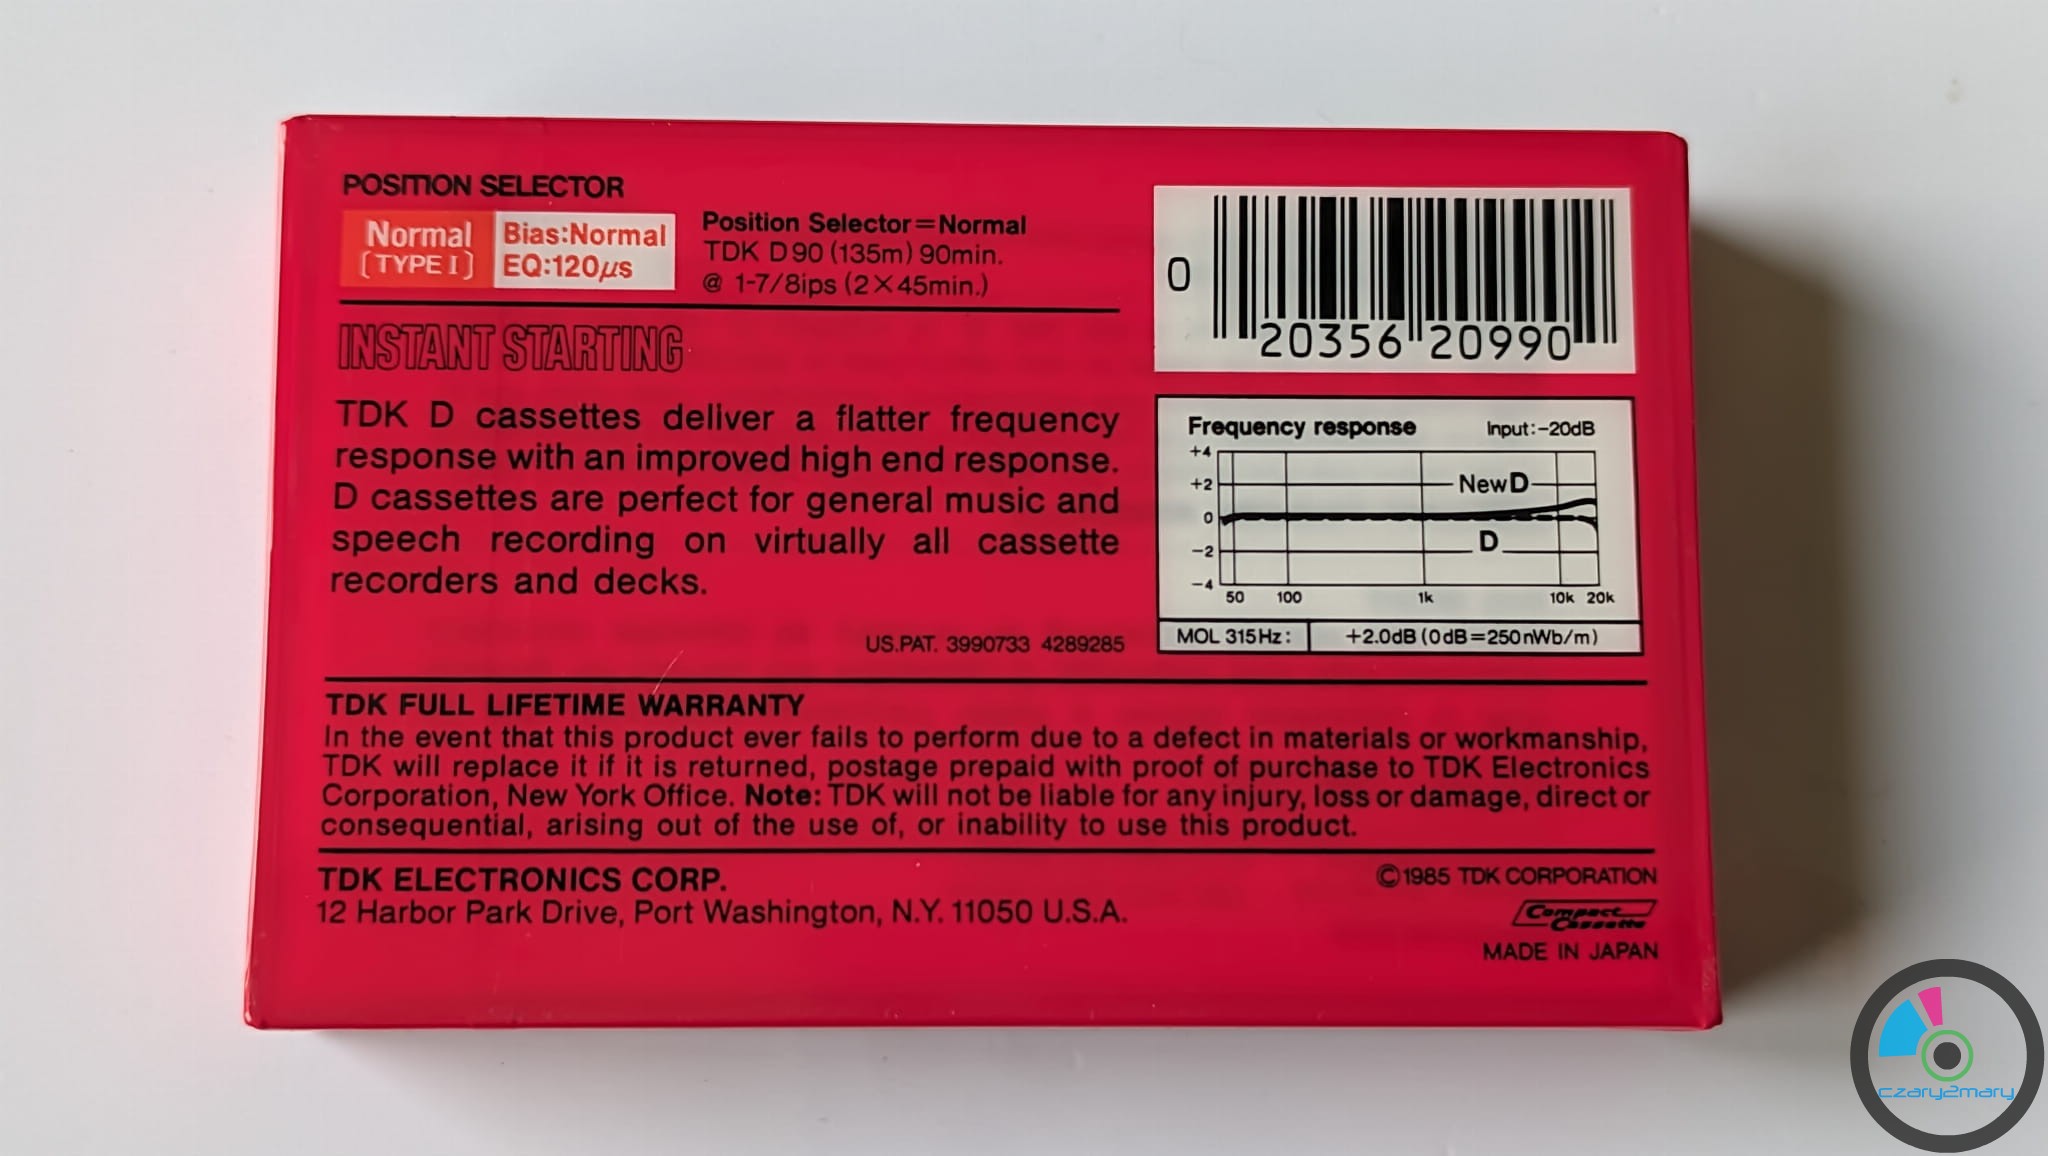 POSITION SELECTOR
Normal
(TYPE I)
Bias:Normal
EQ:120µs
Position Selector=Normal
TDK D90 (135m) 90min.
@ 1-7/8ips (2×45min.)
INSTANT STARTING
TDK D cassettes deliver a flatter frequency
response with an improved high end response.
D cassettes are perfect for general music and
speech recording on virtually all cassette
recorders and decks.
US.PAT. 3990733 4289285
0 20356 20990
Frequency response Input:-20dB
+4
+2
0
-2
-4
New D
D
50 100 1k 10k 20k
MOL 315Hz: +2.0dB (0dB=250nWb/m)
TDK FULL LIFETIME WARRANTY
In the event that this product ever fails to perform due to a defect in materials or workmanship,
TDK will replace it if it is returned, postage prepaid with proof of purchase to TDK Electronics
Corporation, New York Office. Note: TDK will not be liable for any injury, loss or damage, direct or
consequential, arising out of the use of, or inability to use this product.
TDK ELECTRONICS CORP.
12 Harbor Park Drive, Port Washington, N.Y. 11050 U.S.A.
©1985 TDK CORPORATION
Compact
Cassette
MADE IN JAPAN
czary2mary